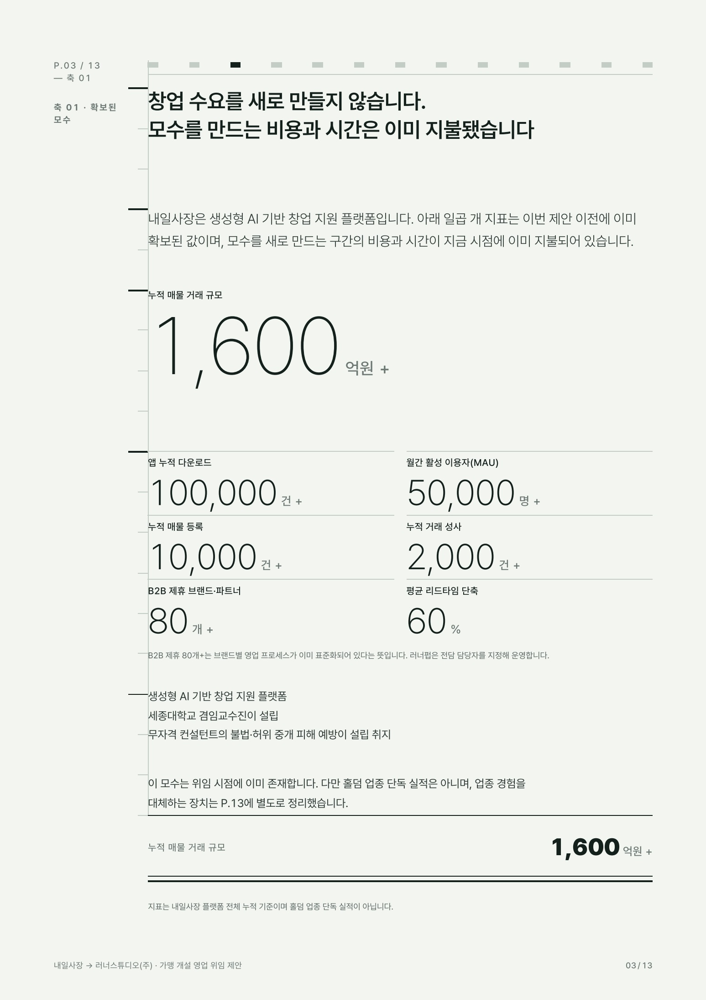 P.03 / 13
— 축 01
축 01 · 확보된
모수
창업 수요를 새로 만들지 않습니다.
모수를 만드는 비용과 시간은 이미 지불됐습니다
내일사장은 생성형 AI 기반 창업 지원 플랫폼입니다. 아래 일곱 개 지표는 이번 제안 이전에 이미
확보된 값이며, 모수를 새로 만드는 구간의 비용과 시간이 지금 시점에 이미 지불되어 있습니다.
누적 매물 거래 규모
1,600 억원 +
앱 누적 다운로드
100,000 건 +
월간 활성 이용자(MAU)
50,000 명 +
누적 매물 등록
10,000 건 +
누적 거래 성사
2,000 건 +
B2B 제휴 브랜드·파트너
80 개 +
평균 리드타임 단축
60 %
B2B 제휴 80개+는 브랜드별 영업 프로세스가 이미 표준화되어 있다는 뜻입니다. 러너펍은 전담 담당자를 지정해 운영합니다.
생성형 AI 기반 창업 지원 플랫폼
세종대학교 겸임교수진이 설립
무자격 컨설턴트의 불법·허위 중개 피해 예방이 설립 취지
이 모수는 위임 시점에 이미 존재합니다. 다만 홀덤 업종 단독 실적은 아니며, 업종 경험을
대체하는 장치는 P.13에 별도로 정리했습니다.
누적 매물 거래 규모
1,600 억원 +
지표는 내일사장 플랫폼 전체 누적 기준이며 홀덤 업종 단독 실적이 아닙니다.
내일사장 → 러너스튜디오(주) · 가맹 개설 영업 위임 제안
03 / 13